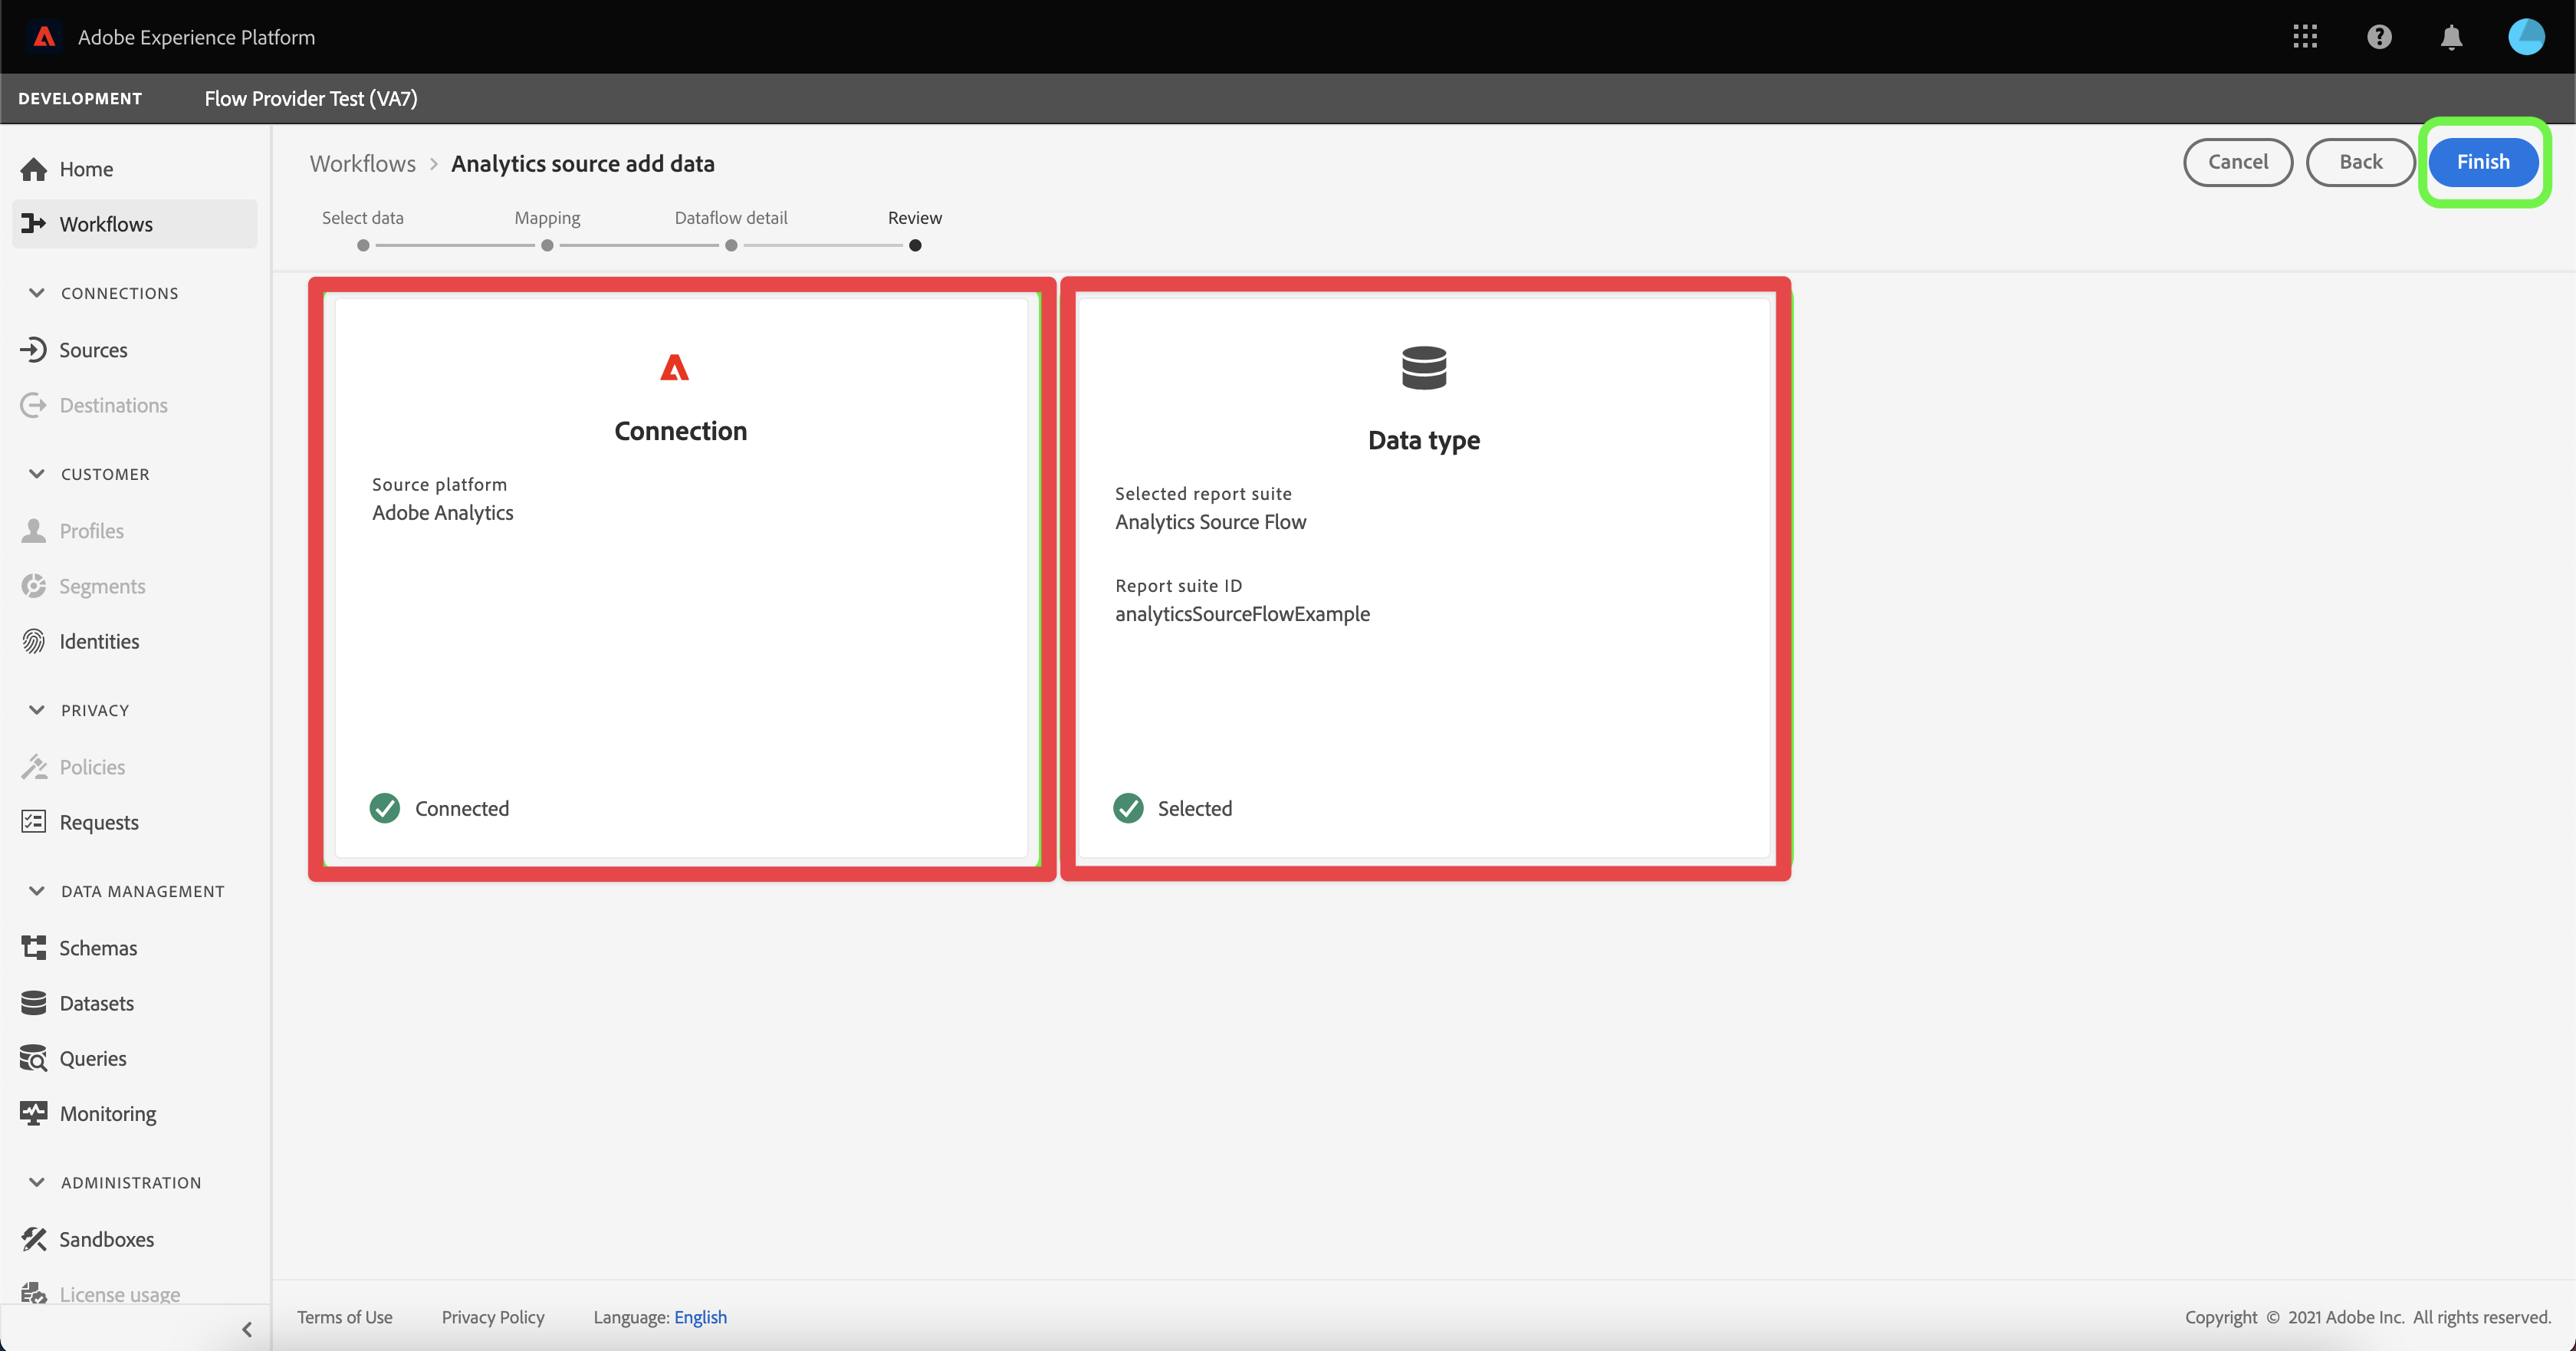 Adobe Experience Platform
DEVELOPMENT Flow Provider Test (VA7)
Home
Workflows
CONNECTIONS
Sources
Destinations
CUSTOMER
Profiles
Segments
Identities
PRIVACY
Policies
Requests
DATA MANAGEMENT
Schemas
Datasets
Queries
Monitoring
ADMINISTRATION
Sandboxes
License usage
Workflows > Analytics source add data
Cancel Back Finish
Select data Mapping Dataflow detail Review
Connection
Source platform
Adobe Analytics
Connected
Data type
Selected report suite
Analytics Source Flow
Report suite ID
analyticsSourceFlowExample
Selected
Terms of Use Privacy Policy Language: English
Copyright © 2021 Adobe Inc. All rights reserved.